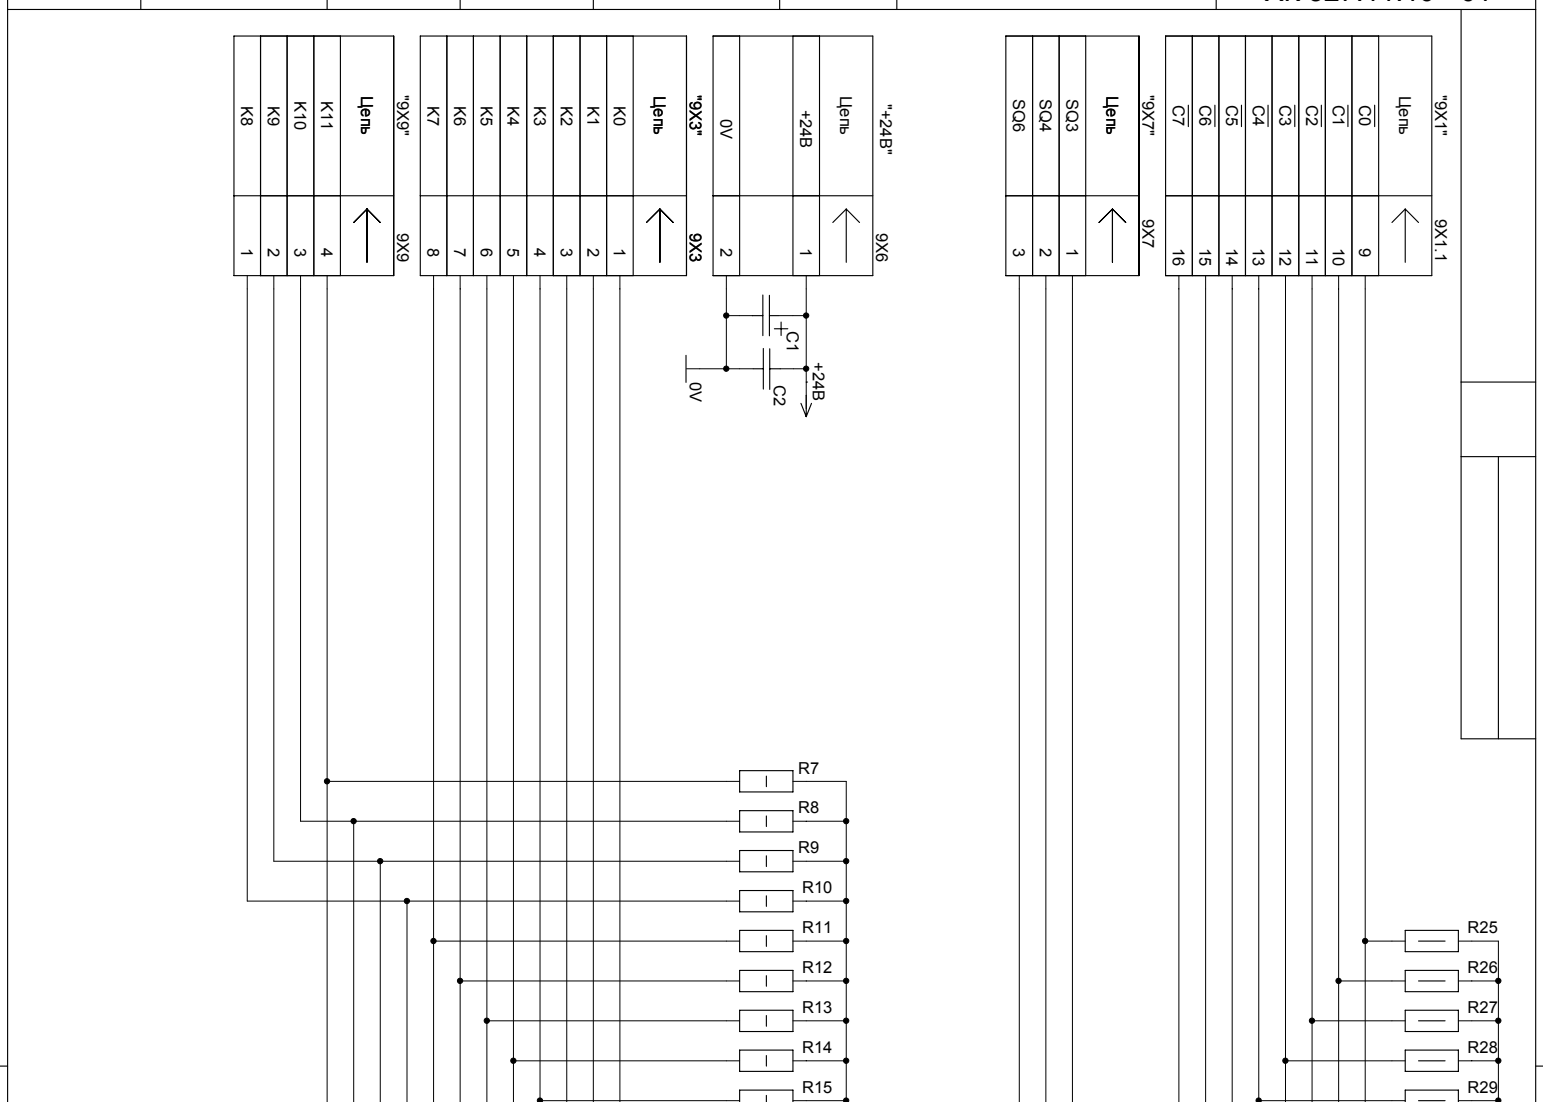 "9X9" 9X9
Цепь
K11 4
K10 3
K9 2
K8 1
"9X3" 9X3
Цепь
K0 1
K1 2
K2 3
K3 4
K4 5
K5 6
K6 7
K7 8
"+24В" 9X6
Цепь
+24В 1
0V 2
C1
+
C2
+24В
0V
"9X7" 9X7
Цепь
SQ3 1
SQ4 2
SQ6 3
"9X1" 9X1.1
Цепь
C0 9
C1 10
C2 11
C3 12
C4 13
C5 14
C6 15
C7 16
R7
R8
R9
R10
R11
R12
R13
R14
R15
R25
R26
R27
R28
R29